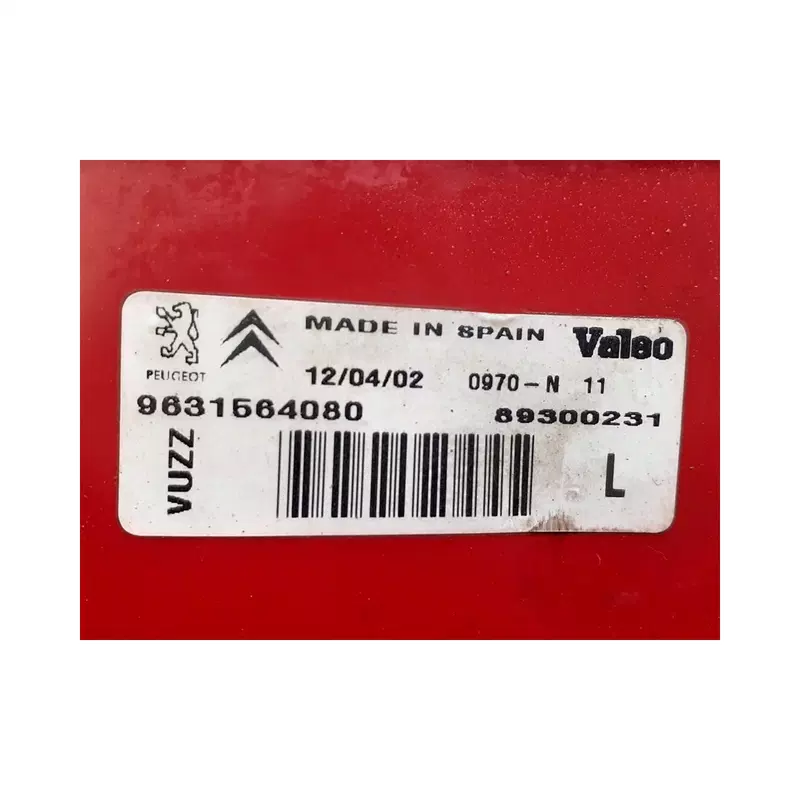 MADE IN SPAIN Valeo
PEUGEOT 12/04/02 0970-N 11
9631564080 89300231
VUZZ
L